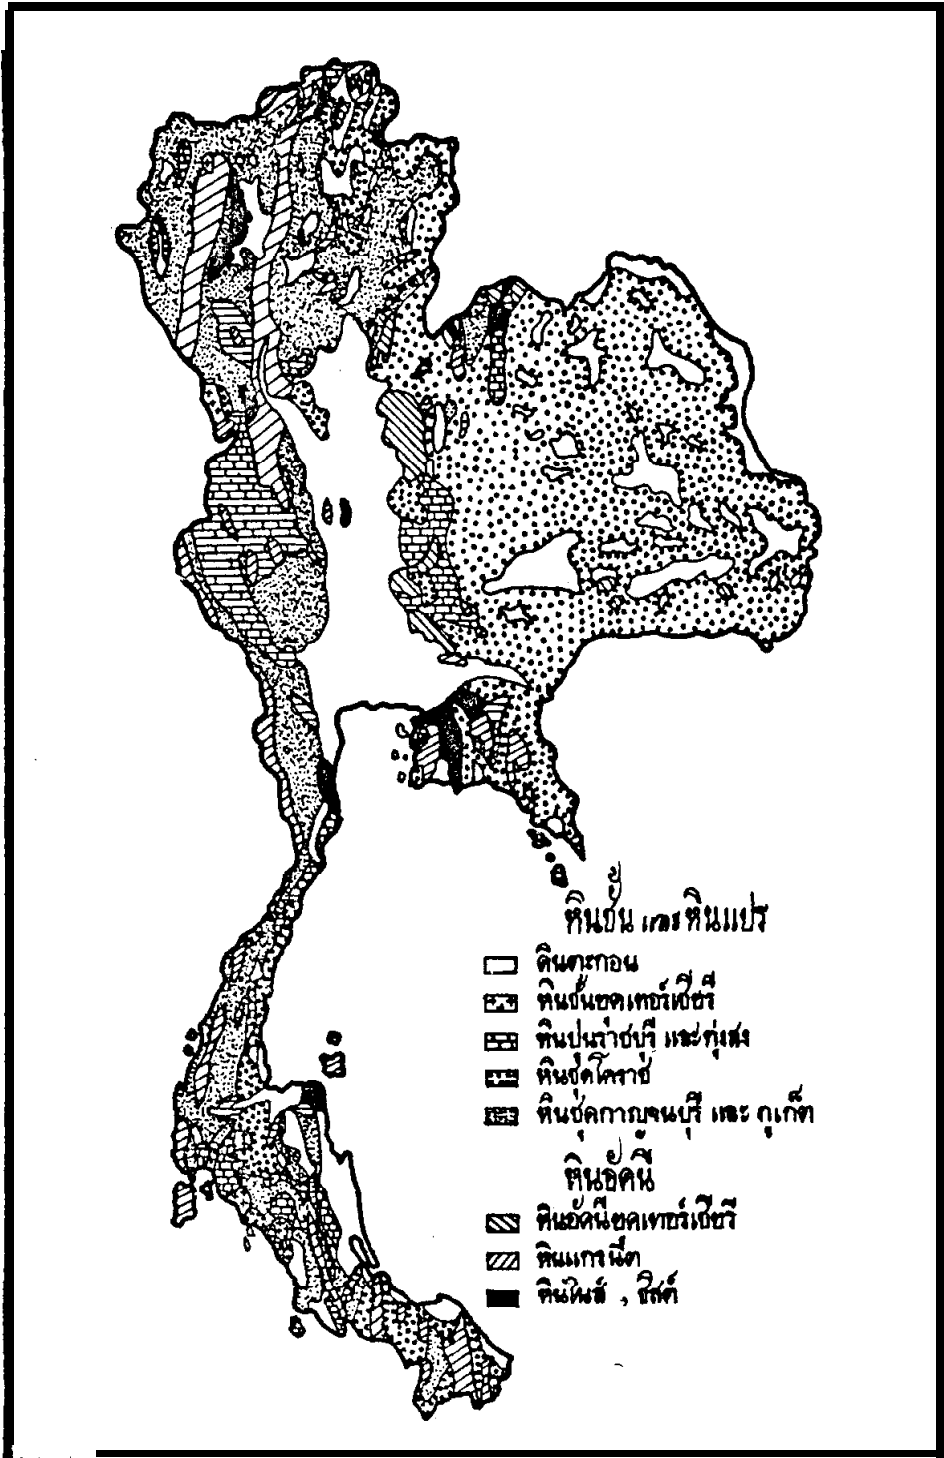 หินชั้น และ หินแปร
ดินตะกอน
หินชั้นยุคเทอร์เชียรี
หินปูนราชบุรี และทุ่งสง
หินชุดโคราช
หินชุดกาญจนบุรี และ ภูเก็ต
หินอัคนี
หินอัคนียุคเทอร์เชียรี
หินแกรนิต
หินไนส์ , ชิสต์